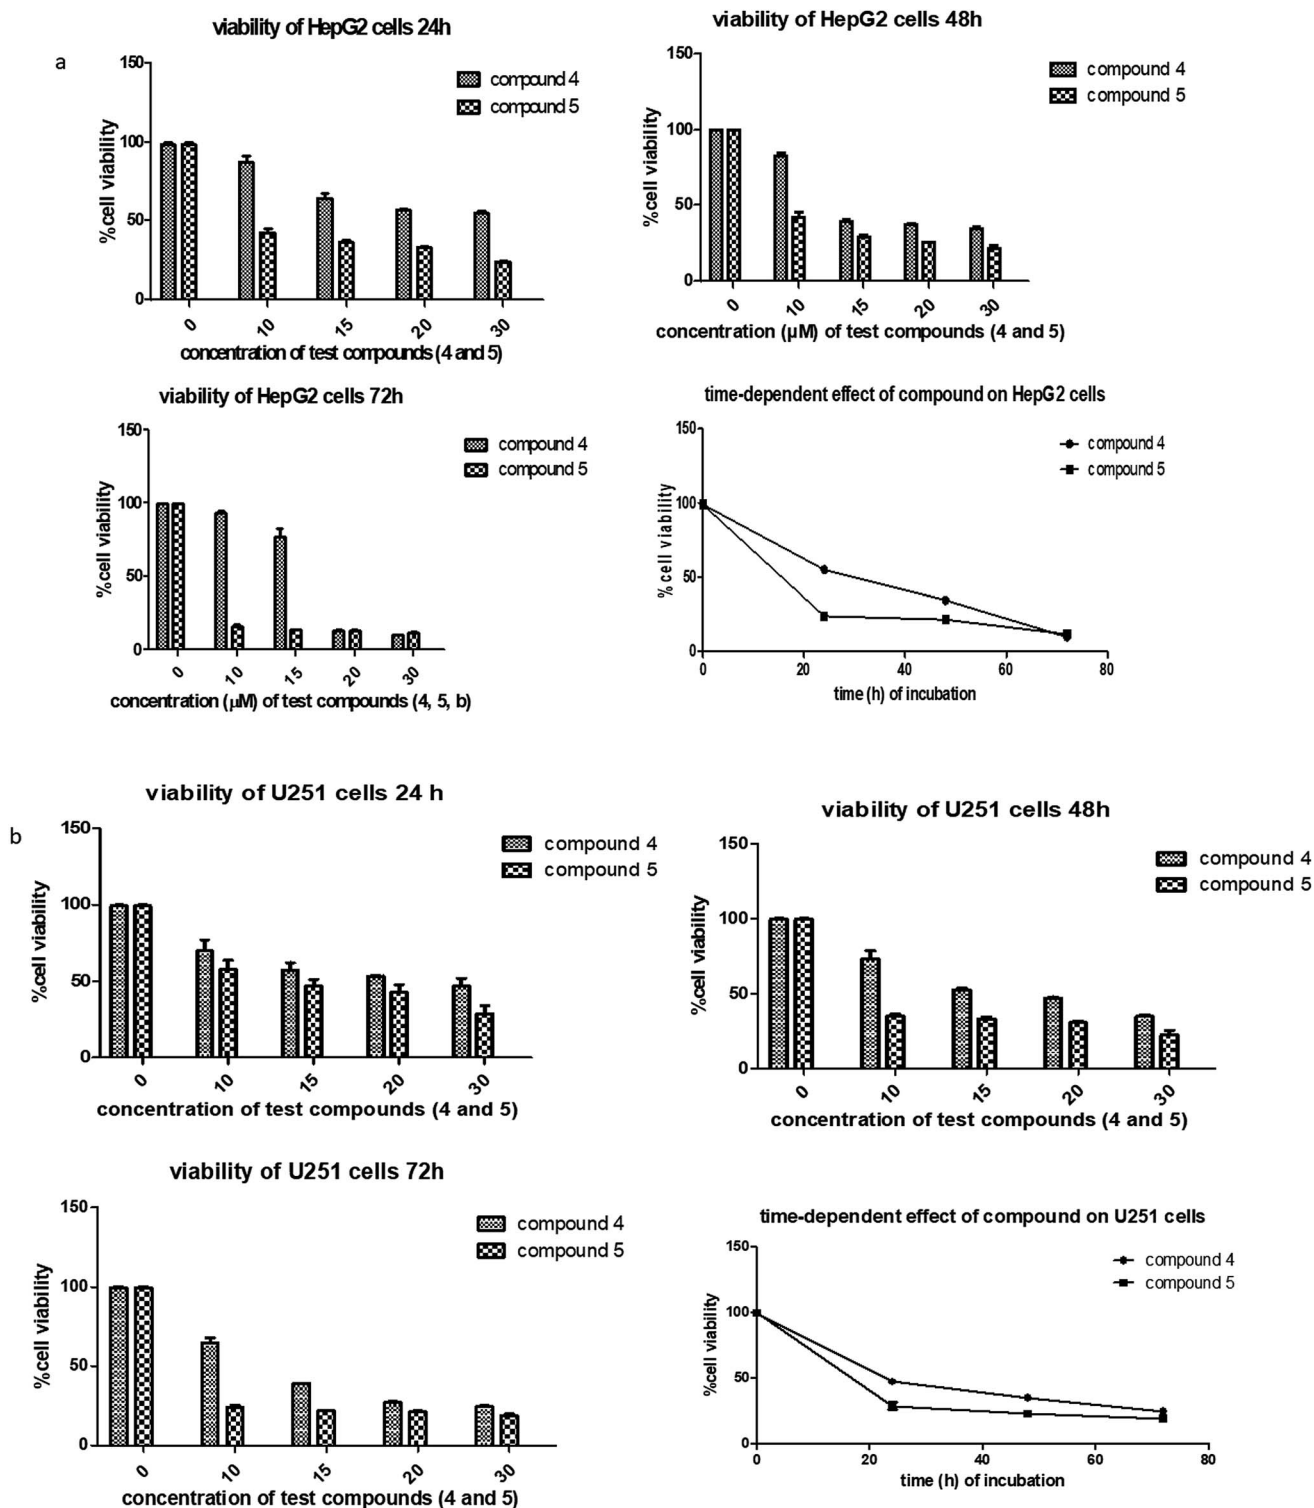 a
viability of HepG2 cells 24h
150
100
50
0
%cell viability
compound 4
compound 5
0 10 15 20 30
concentration of test compounds (4 and 5)
viability of HepG2 cells 48h
150
100
50
0
%cell viability
compound 4
compound 5
0 10 15 20 30
concentration (µM) of test compounds (4 and 5)
viability of HepG2 cells 72h
150
100
50
0
%cell viability
compound 4
compound 5
0 10 15 20 30
concentration (µM) of test compounds (4, 5, b)
time-dependent effect of compound on HepG2 cells
150
100
50
0
% cell viability
compound 4
compound 5
0 20 40 60 80
time (h) of incubation
b
viability of U251 cells 24 h
150
100
50
0
%cell viability
compound 4
compound 5
0 10 15 20 30
concentration of test compounds (4 and 5)
viability of U251 cells 48h
150
100
50
0
%cell viability
compound 4
compound 5
0 10 15 20 30
concentration of test compounds (4 and 5)
viability of U251 cells 72h
150
100
50
0
%cell viability
compound 4
compound 5
0 10 15 20 30
concentration of test compounds (4 and 5)
time-dependent effect of compound on U251 cells
150
100
50
0
%cell viability
compound 4
compound 5
0 20 40 60 80
time (h) of incubation